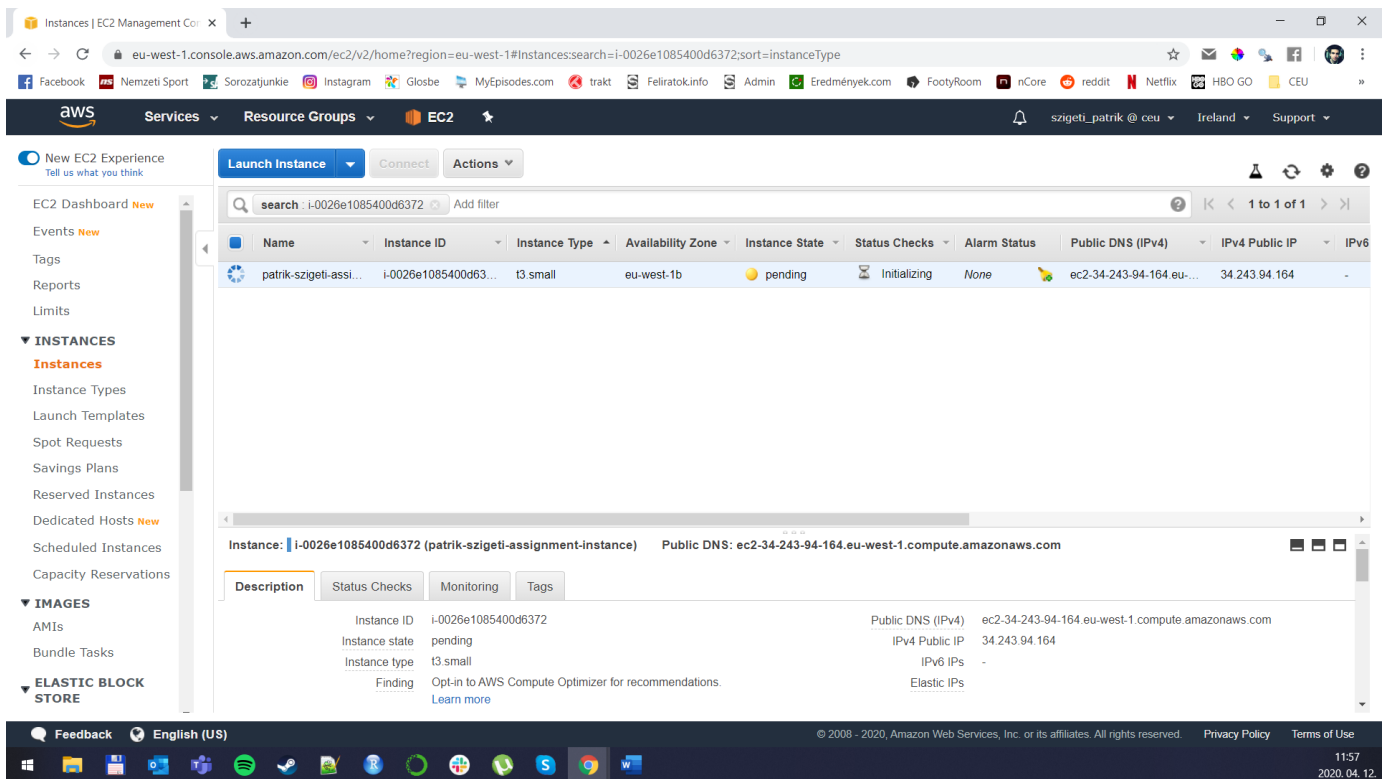 Instances | EC2 Management Con
eu-west-1.console.aws.amazon.com/ec2/v2/home?region=eu-west-1#Instances:search=i-0026e1085400d6372;sort=instanceType
Facebook Nemzeti Sport Sorozatjunkie Instagram Glosbe MyEpisodes.com trakt Feliratok.info Admin Eredmények.com FootyRoom nCore reddit Netflix HBO GO CEU »
aws Services Resource Groups EC2 szigeti_patrik @ ceu Ireland Support
New EC2 Experience
Tell us what you think
Launch Instance Connect Actions
EC2 Dashboard New
Events New
Tags
Reports
Limits
INSTANCES
Instances
Instance Types
Launch Templates
Spot Requests
Savings Plans
Reserved Instances
Dedicated Hosts New
Scheduled Instances
Capacity Reservations
IMAGES
AMIs
Bundle Tasks
ELASTIC BLOCK
STORE
search : i-0026e1085400d6372 Add filter 1 to 1 of 1
Name Instance ID Instance Type Availability Zone Instance State Status Checks Alarm Status Public DNS (IPv4) IPv4 Public IP IPv6
patrik-szigeti-assi... i-0026e1085400d63... t3.small eu-west-1b pending Initializing None ec2-34-243-94-164.eu-... 34.243.94.164 -
Instance: i-0026e1085400d6372 (patrik-szigeti-assignment-instance) Public DNS: ec2-34-243-94-164.eu-west-1.compute.amazonaws.com
Description Status Checks Monitoring Tags
Instance ID i-0026e1085400d6372 Public DNS (IPv4) ec2-34-243-94-164.eu-west-1.compute.amazonaws.com
Instance state pending IPv4 Public IP 34.243.94.164
Instance type t3.small IPv6 IPs -
Finding Opt-in to AWS Compute Optimizer for recommendations. Elastic IPs
Learn more
Feedback English (US) © 2008 - 2020, Amazon Web Services, Inc. or its affiliates. All rights reserved. Privacy Policy Terms of Use
11:57
2020. 04. 12.